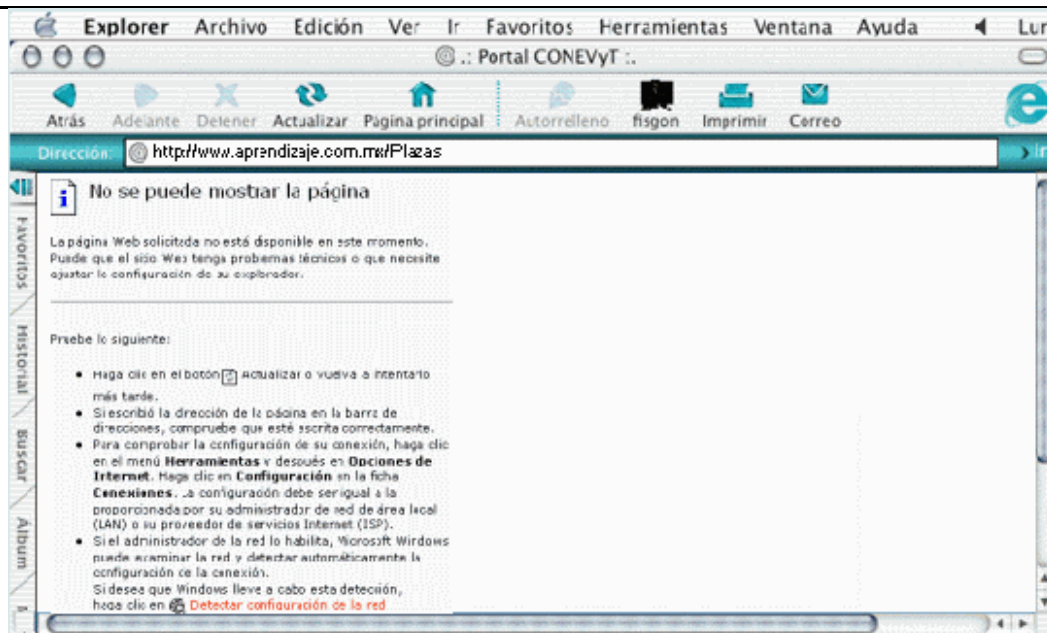 Explorer Archivo Edición Ver Ir Favoritos Herramientas Ventana Ayuda Lun
.: Portal CONEVyT :.
Atrás Adelante Detener Actualizar Página principal Autorrelleno fisgon Imprimir Correo
Dirección: http://www.aprendizaje.com.mx/Plazas Ir
Favoritos
Historial
Buscar
Álbum
No se puede mostrar la página
La página Web solicitada no está disponible en este momento.
Puede que el sitio Web tenga problemas técnicos o que necesite
ajustar la configuración de su explorador.
Pruebe lo siguiente:
• Haga clic en el botón Actualizar o vuelva a intentarlo
más tarde.
• Si escribió la dirección de la página en la barra de
direcciones, compruebe que esté escrita correctamente.
• Para comprobar la configuración de su conexión, haga clic
en el menú Herramientas y después en Opciones de
Internet. Haga clic en Configuración en la ficha
Conexiones. La configuración debe ser igual a la
proporcionada por su administrador de red de área local
(LAN) o su proveedor de servicios Internet (ISP).
• Si el administrador de la red lo habilita, Microsoft Windows
puede examinar la red y detectar automáticamente la
configuración de la conexión.
Si desea que Windows lleve a cabo esta detección,
haga clic en Detectar configuración de la red